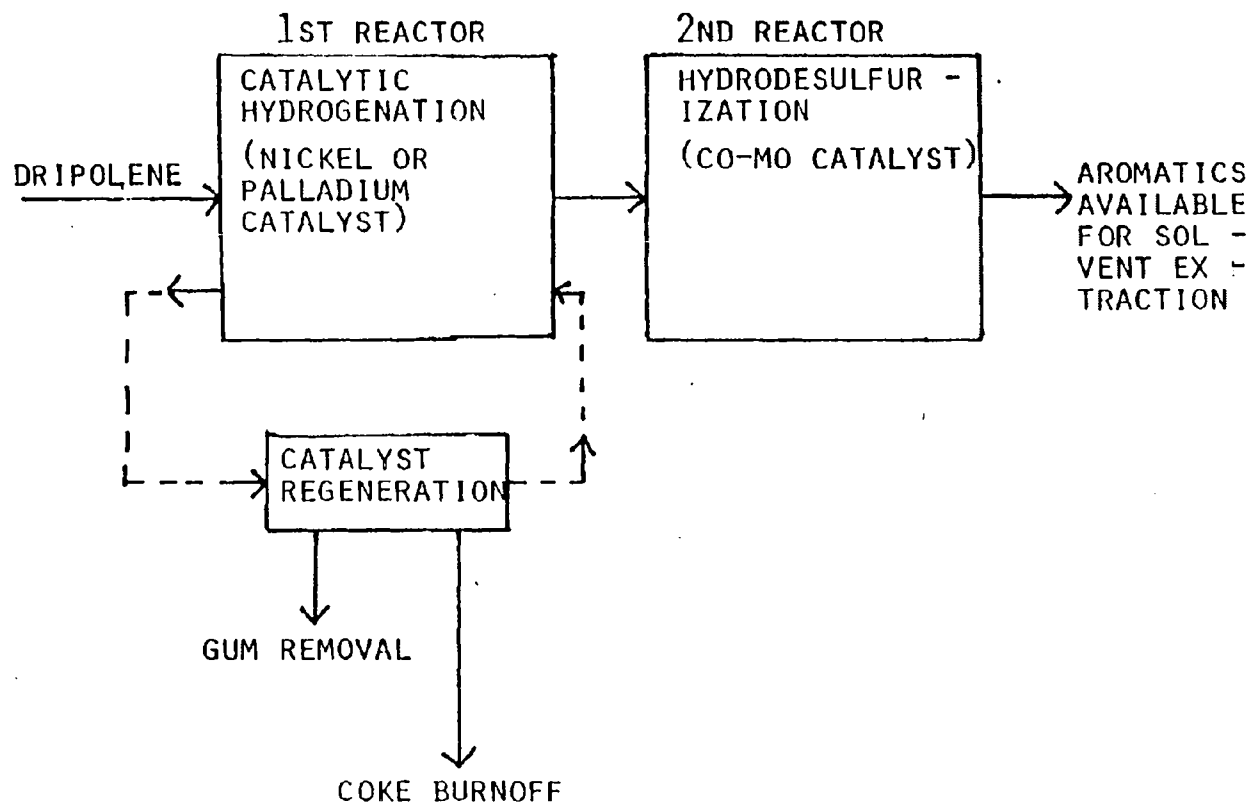 1ST REACTOR
CATALYTIC
HYDROGENATION
(NICKEL OR
PALLADIUM
CATALYST)
2ND REACTOR
HYDRODESULFUR -
IZATION
(CO-MO CATALYST)
DRIPOLENE
AROMATICS
AVAILABLE
FOR SOL -
VENT EX -
TRACTION
CATALYST
REGENERATION
GUM REMOVAL
COKE BURNOFF